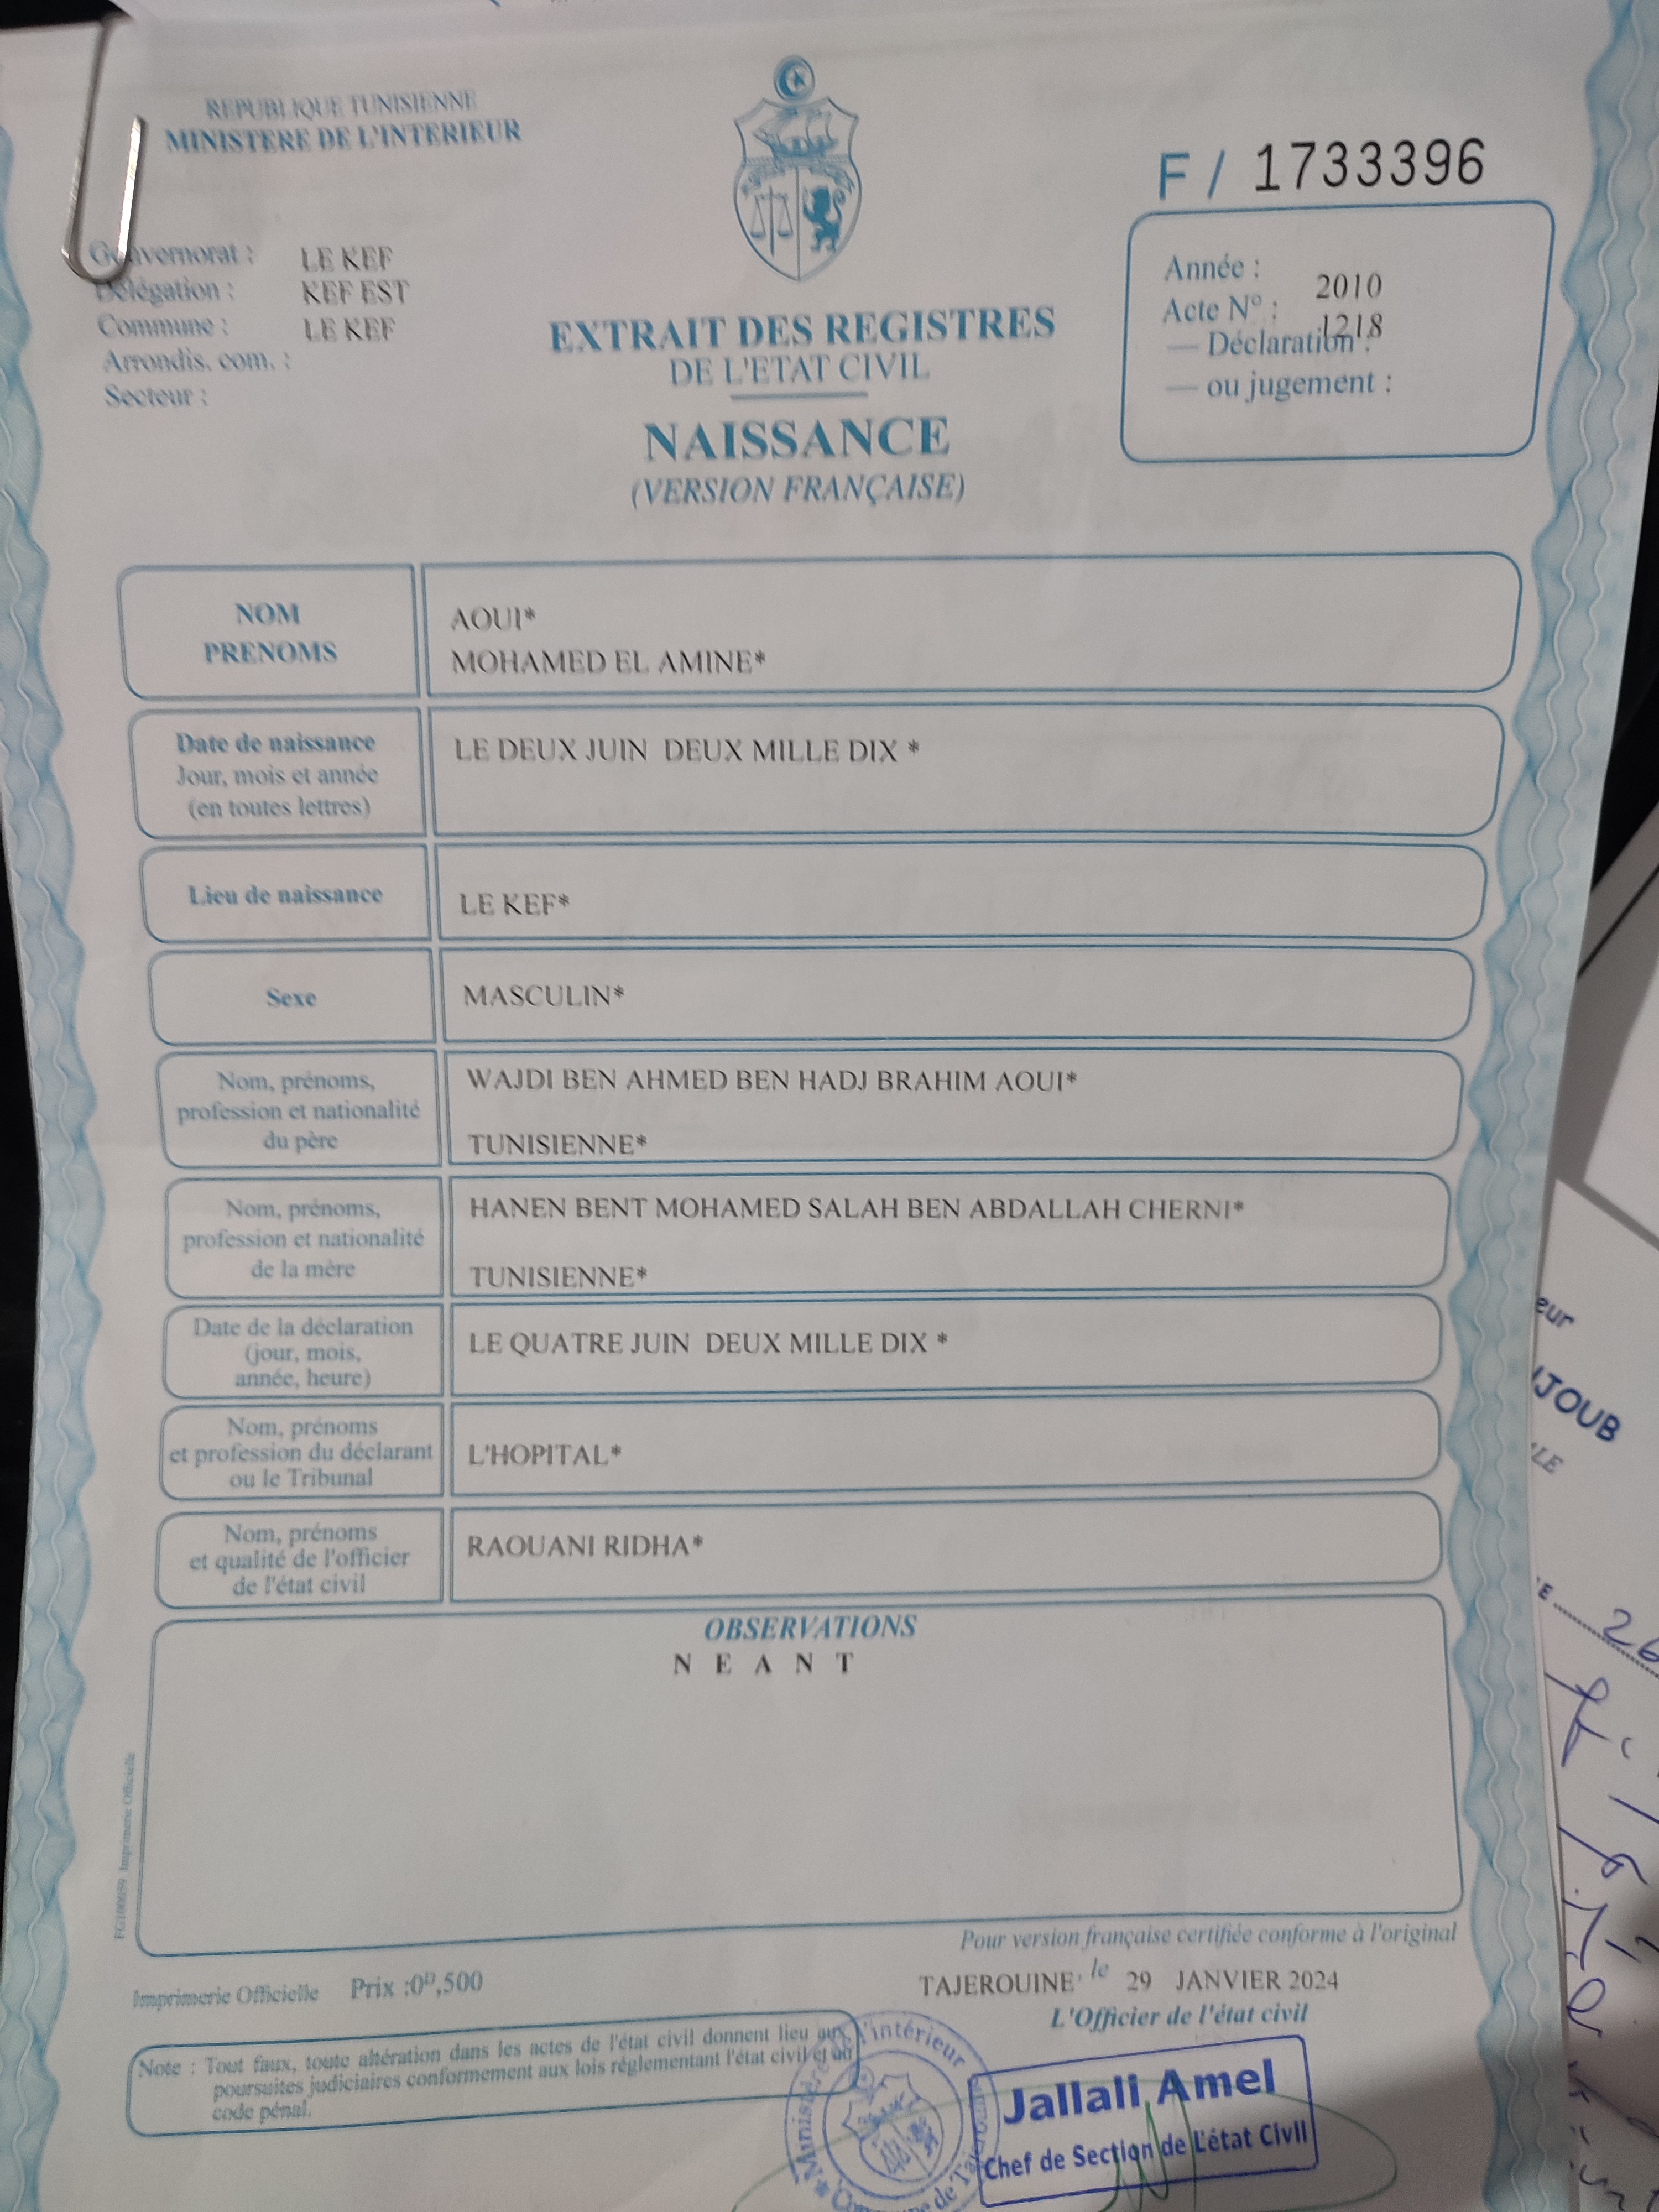 REPUBLIQUE TUNISIENNE
MINISTERE DE L'INTERIEUR
F / 1733396
Gouvernorat : LE KEF
Délégation : KEF EST
Commune : LE KEF
Arrondis. com. :
Secteur :
Année : 2010
Acte N° : 1218
— Déclaration :
— ou jugement :
EXTRAIT DES REGISTRES
DE L'ETAT CIVIL
NAISSANCE
(VERSION FRANÇAISE)
NOM AOUI*
PRENOMS MOHAMED EL AMINE*
Date de naissance LE DEUX JUIN DEUX MILLE DIX *
Jour, mois et année
(en toutes lettres)
Lieu de naissance LE KEF*
Sexe MASCULIN*
Nom, prénoms, WAJDI BEN AHMED BEN HADJ BRAHIM AOUI*
profession et nationalité
du père TUNISIENNE*
Nom, prénoms, HANEN BENT MOHAMED SALAH BEN ABDALLAH CHERNI*
profession et nationalité
de la mère TUNISIENNE*
Date de la déclaration LE QUATRE JUIN DEUX MILLE DIX *
(jour, mois,
année, heure)
Nom, prénoms
et profession du déclarant L'HOPITAL*
ou le Tribunal
Nom, prénoms RAOUANI RIDHA*
et qualité de l'officier
de l'état civil
OBSERVATIONS
N E A N T
Imprimerie Officielle
Pour version française certifiée conforme à l'original
Imprimerie Officielle Prix :0ᴰ,500
TAJEROUINE, le 29 JANVIER 2024
L'Officier de l'état civil
Note : Tout faux, toute altération dans les actes de l'état civil donnent lieu aux
poursuites judiciaires conformement aux lois réglementant l'état civil et au
code pénal.
l'intérieur
Jallali Amel
Chef de Section de L'état Civil
eur
JOUB
LE
26